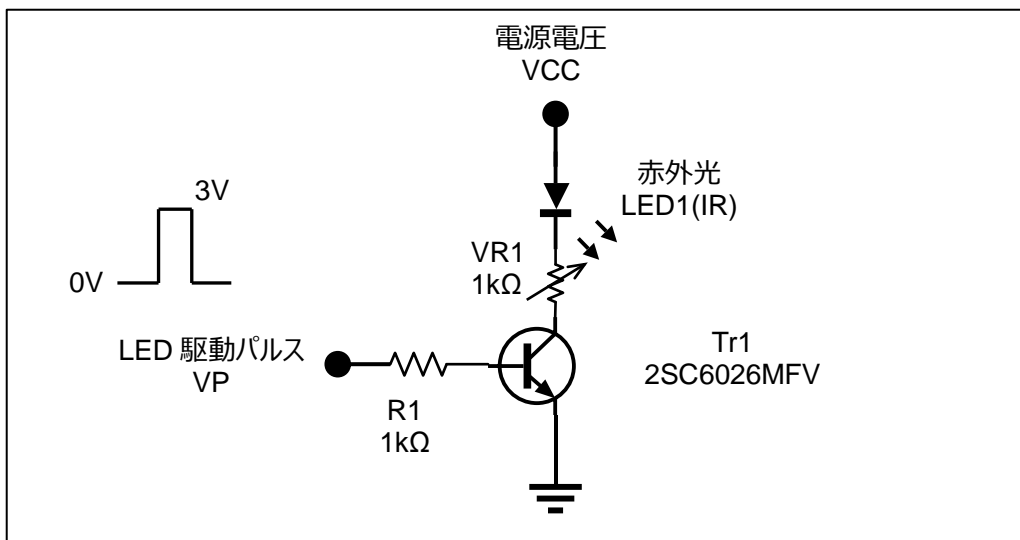 電源電圧
VCC
赤外光
LED1(IR)
3V
VR1
1kΩ
0V
LED 駆動パルス
VP
Tr1
2SC6026MFV
R1
1kΩ